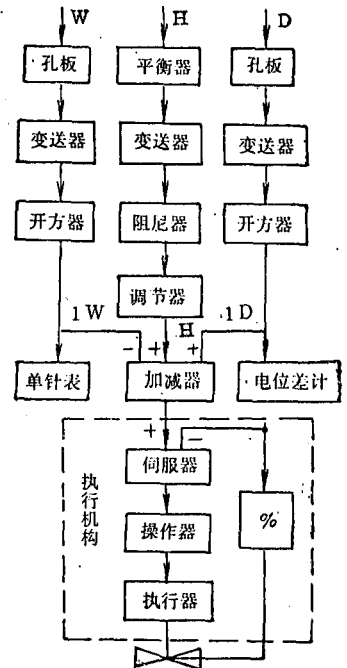 W H D
孔板 平衡器 孔板
变送器 变送器 变送器
开方器 阻尼器 开方器
调节器
1W H 1D
- + +
单针表 加减器 电位差计
+ -
执行机构
伺服器
%
操作器
执行器